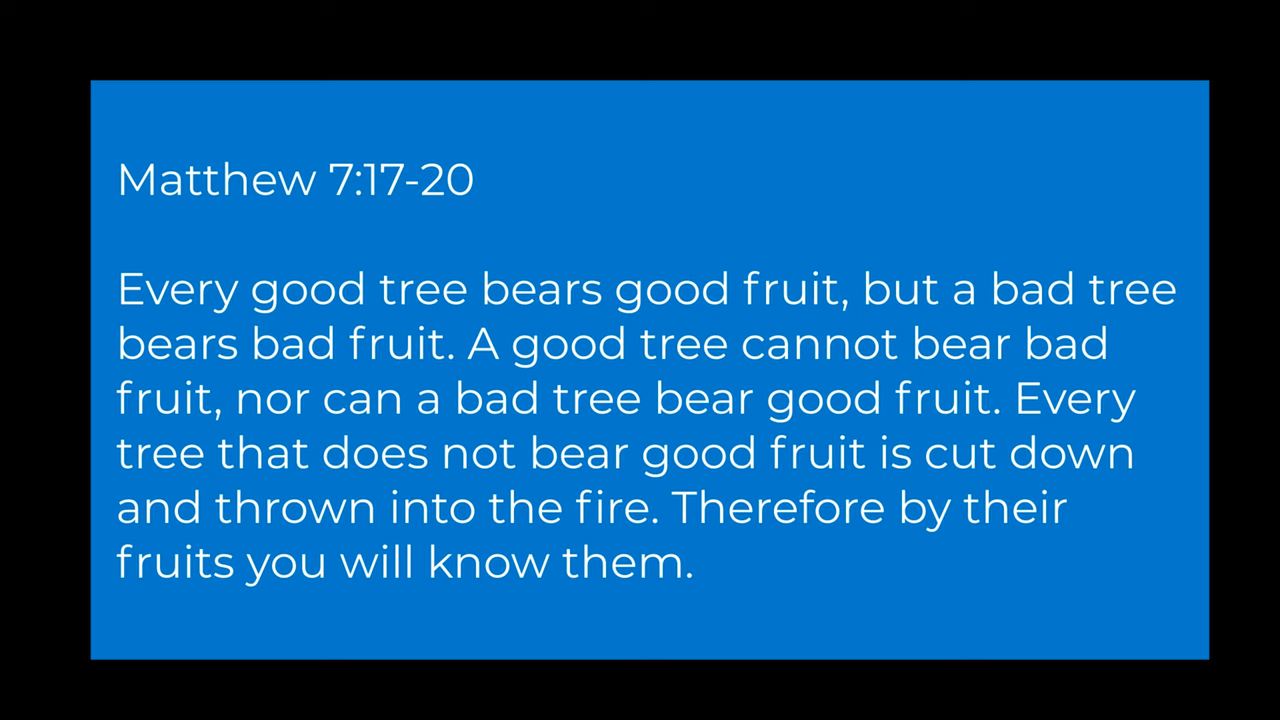 Matthew 7:17-20
Every good tree bears good fruit, but a bad tree
bears bad fruit. A good tree cannot bear bad
fruit, nor can a bad tree bear good fruit. Every
tree that does not bear good fruit is cut down
and thrown into the fire. Therefore by their
fruits you will know them.